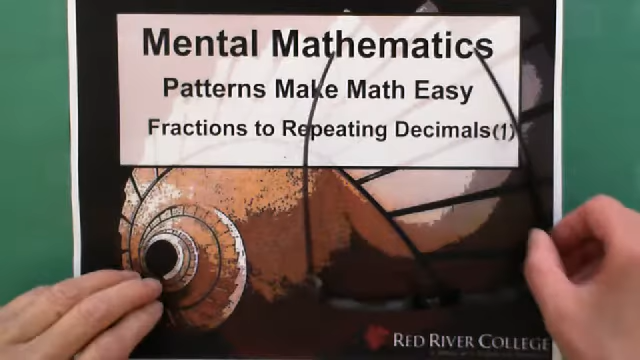 Mental Mathematics
Patterns Make Math Easy
Fractions to Repeating Decimals(1)
RED RIVER COLLEGE